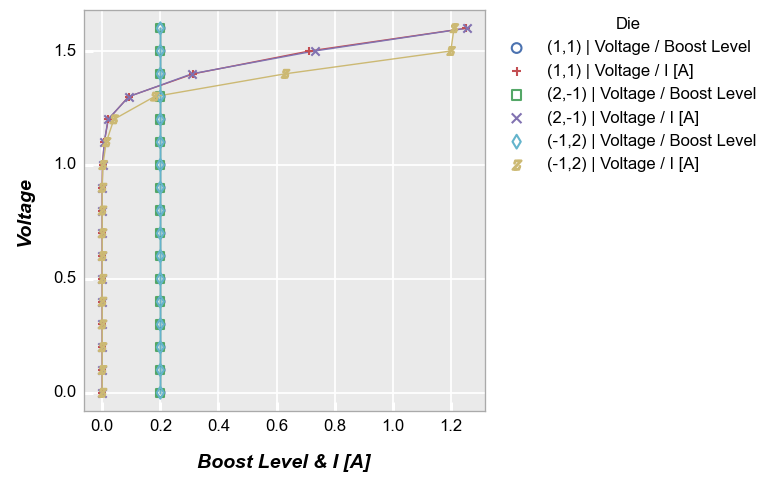 Die
(1,1) | Voltage / Boost Level
(1,1) | Voltage / I [A]
(2,-1) | Voltage / Boost Level
(2,-1) | Voltage / I [A]
(-1,2) | Voltage / Boost Level
(-1,2) | Voltage / I [A]
Voltage
1.5
1.0
0.5
0.0
0.0 0.2 0.4 0.6 0.8 1.0 1.2
Boost Level & I [A]